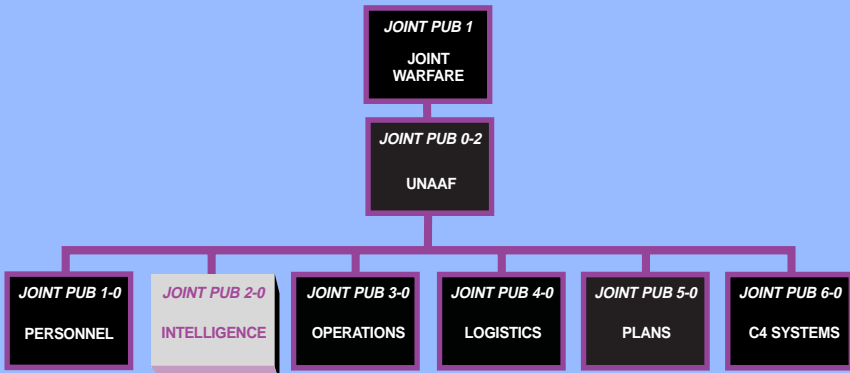 JOINT PUB 1
JOINT
WARFARE
JOINT PUB 0-2
UNAAF
JOINT PUB 1-0
PERSONNEL
JOINT PUB 2-0
INTELLIGENCE
JOINT PUB 3-0
OPERATIONS
JOINT PUB 4-0
LOGISTICS
JOINT PUB 5-0
PLANS
JOINT PUB 6-0
C4 SYSTEMS